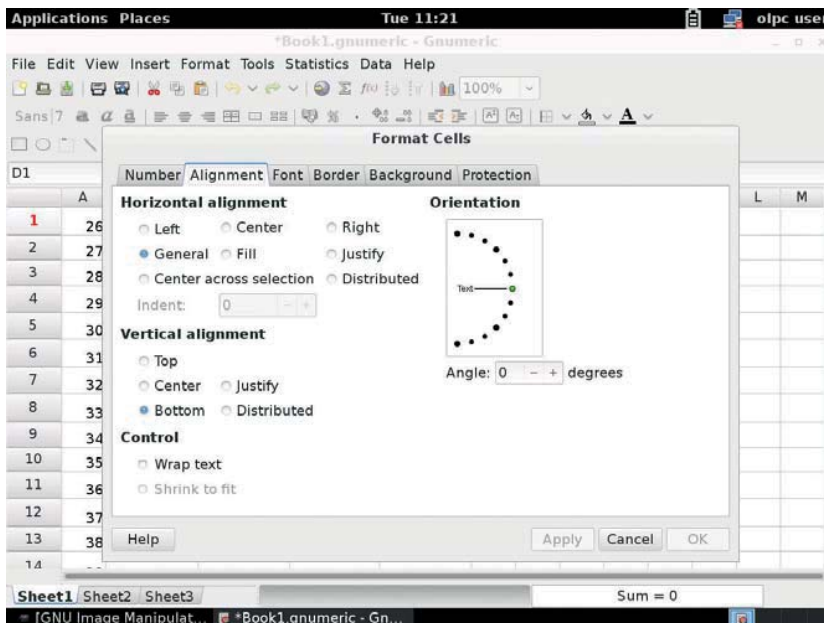 Applications Places Tue 11:21 olpc user
*Book1.gnumeric - Gnumeric
File Edit View Insert Format Tools Statistics Data Help
100%
Sans 7
Format Cells
D1
Number Alignment Font Border Background Protection
A L M
Horizontal alignment Orientation
Left Center Right
General Fill Justify
Center across selection Distributed
Indent: 0 - +
Text
Vertical alignment
Top
Angle: 0 - + degrees
Center Justify
Bottom Distributed
Control
Wrap text
Shrink to fit
1 26
2 27
3 28
4 29
5 30
6 31
7 32
8 33
9 34
10 35
11 36
12 37
13 38
14
Help Apply Cancel OK
Sheet1 Sheet2 Sheet3 Sum = 0
[GNU Image Manipulat... *Book1.gnumeric - Gn...